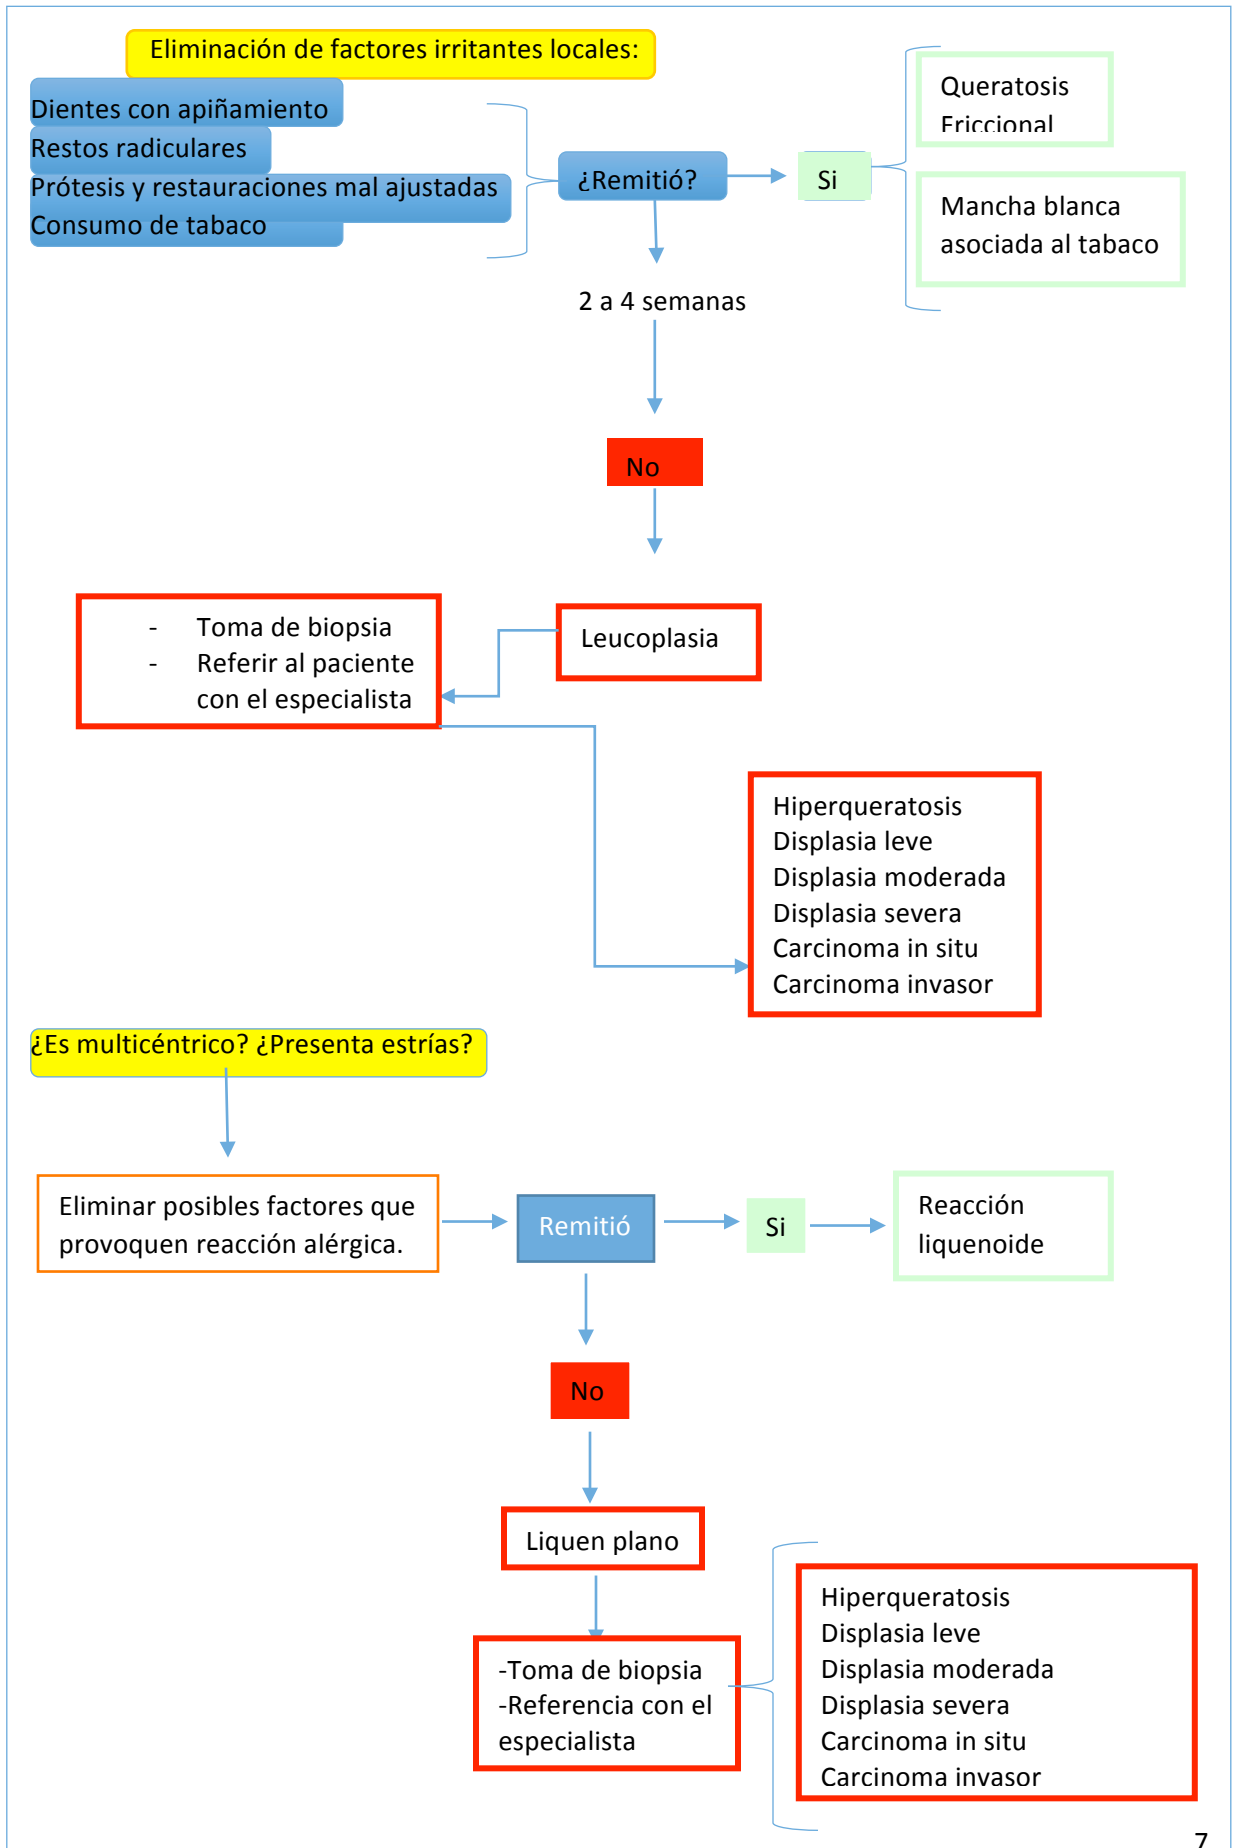 Eliminación de factores irritantes locales:
Dientes con apiñamiento
Restos radiculares
Prótesis y restauraciones mal ajustadas
Consumo de tabaco
¿Remitió?
Si
Queratosis
Friccional
Mancha blanca
asociada al tabaco
2 a 4 semanas
No
Leucoplasia
- Toma de biopsia
- Referir al paciente
con el especialista
Hiperqueratosis
Displasia leve
Displasia moderada
Displasia severa
Carcinoma in situ
Carcinoma invasor
¿Es multicéntrico? ¿Presenta estrías?
Eliminar posibles factores que
provoquen reacción alérgica.
Remitió
Si
Reacción
liquenoide
No
Liquen plano
-Toma de biopsia
-Referencia con el
especialista
Hiperqueratosis
Displasia leve
Displasia moderada
Displasia severa
Carcinoma in situ
Carcinoma invasor
7